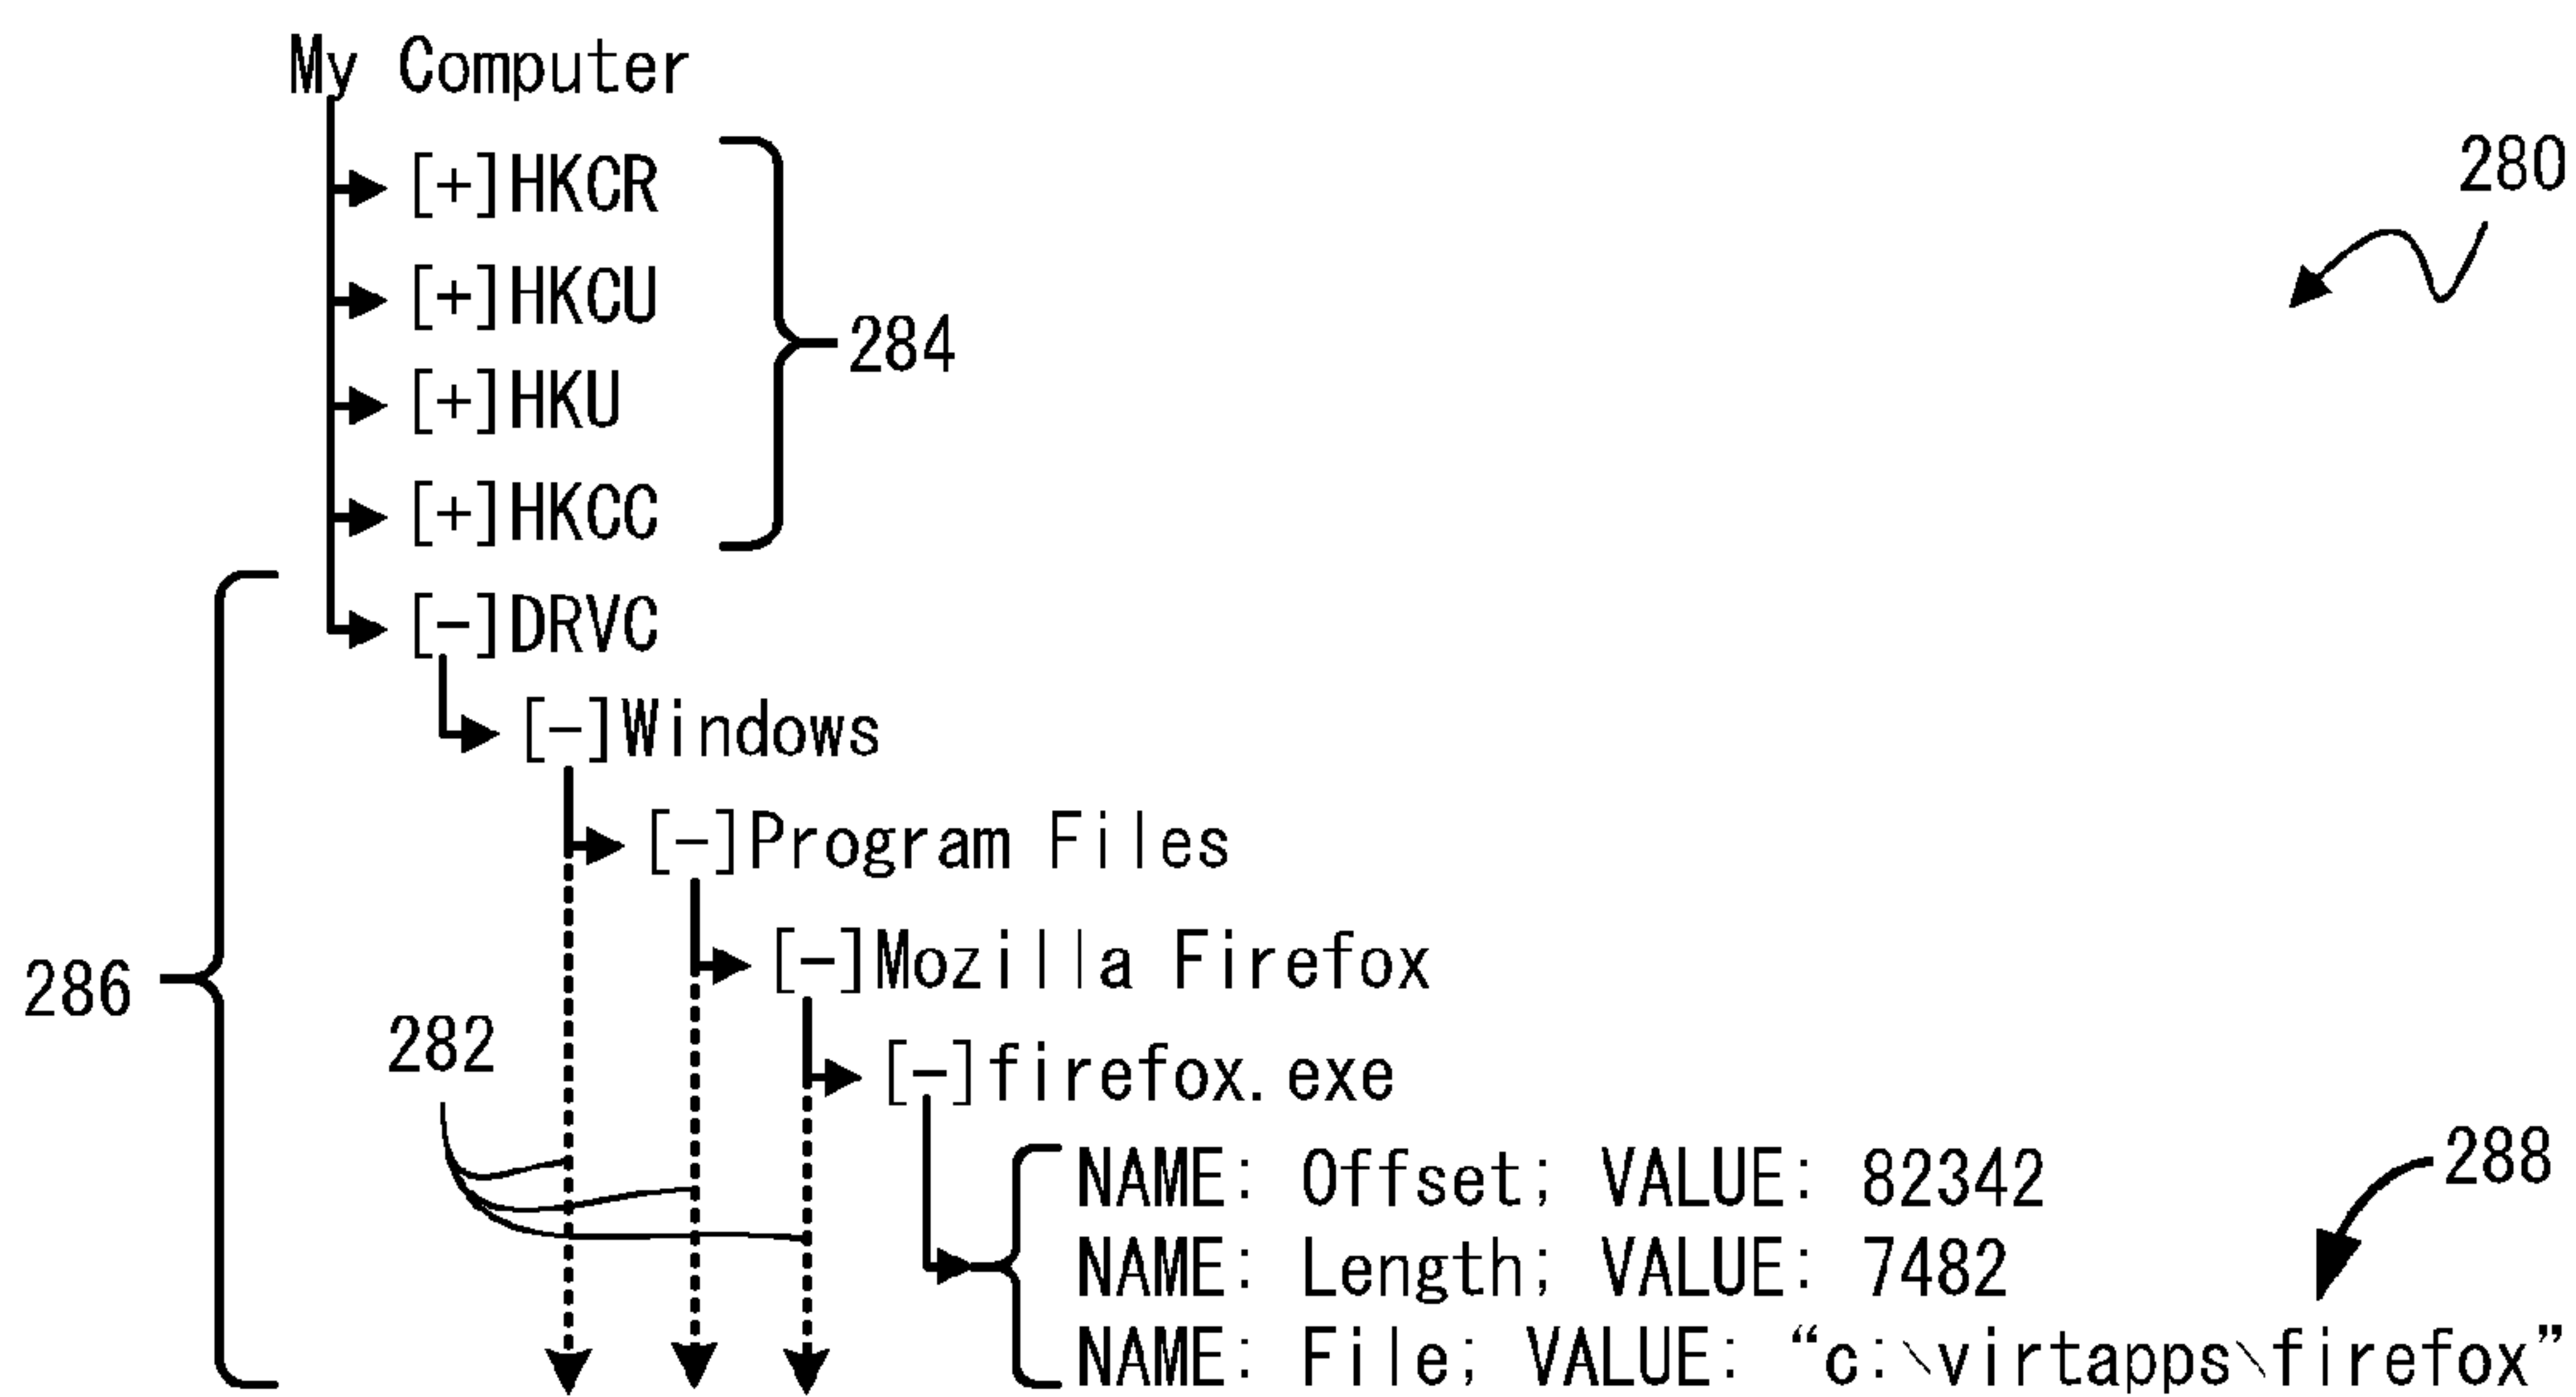 My Computer
280
[+]HKCR
[+]HKCU
284
[+]HKU
[+]HKCC
[-]DRVC
[-]Windows
[-]Program Files
286
[-]Mozilla Firefox
282
[-]firefox.exe
NAME: Offset; VALUE: 82342
288
NAME: Length; VALUE: 7482
NAME: File; VALUE: “c:\virtapps\firefox”